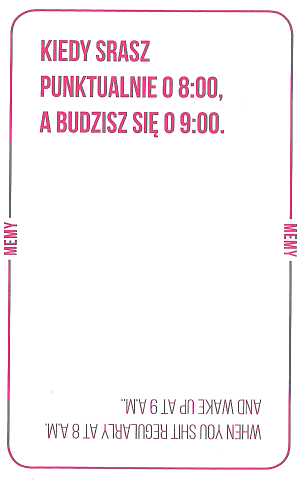 KIEDY SRASZ
PUNKTUALNIE O 8:00,
A BUDZISZ SIĘ O 9:00.
MEMY
MEMY
WHEN YOU SHIT REGULARLY AT 8 A.M.
AND WAKE UP AT 9 A.M..